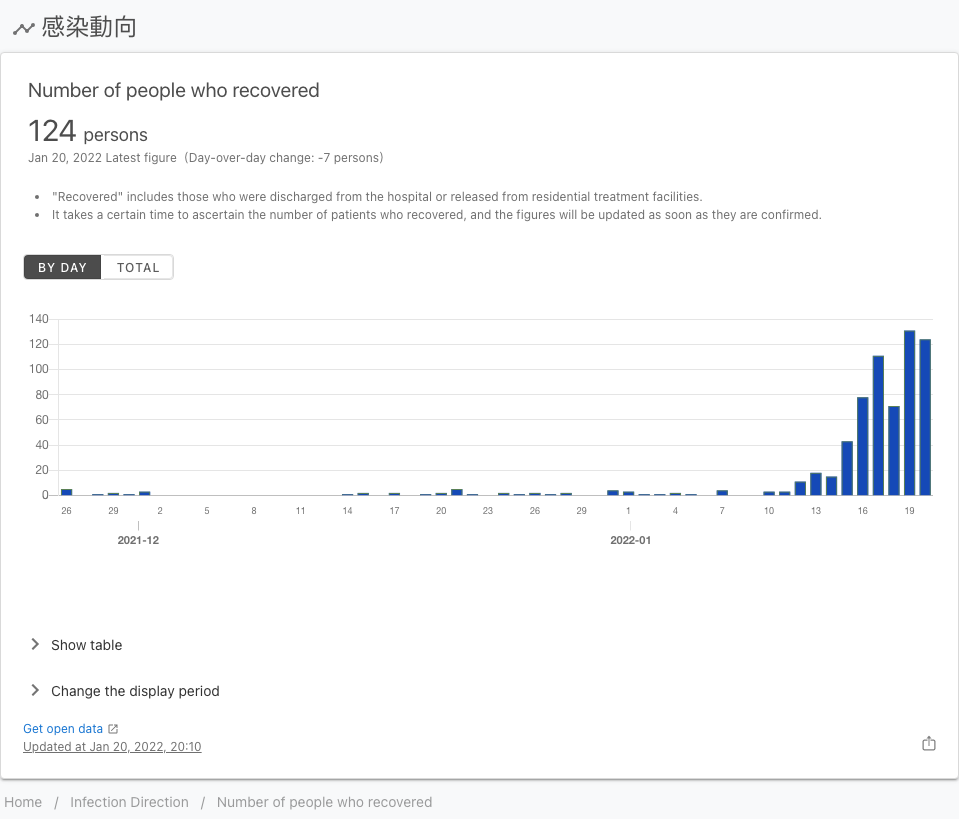 感染動向
Number of people who recovered
124 persons
Jan 20, 2022 Latest figure (Day-over-day change: -7 persons)
• "Recovered" includes those who were discharged from the hospital or released from residential treatment facilities.
• It takes a certain time to ascertain the number of patients who recovered, and the figures will be updated as soon as they are confirmed.
BY DAY TOTAL
140
120
100
80
60
40
20
0
26 29 2 5 8 11 14 17 20 23 26 29 1 4 7 10 13 16 19
2021-12 2022-01
Show table
Change the display period
Get open data
Updated at Jan 20, 2022, 20:10
Home / Infection Direction / Number of people who recovered